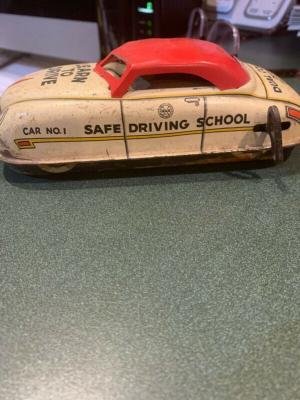 LEARN
TO
DRIVE
CAR NO. 1
SAFE DRIVING SCHOOL